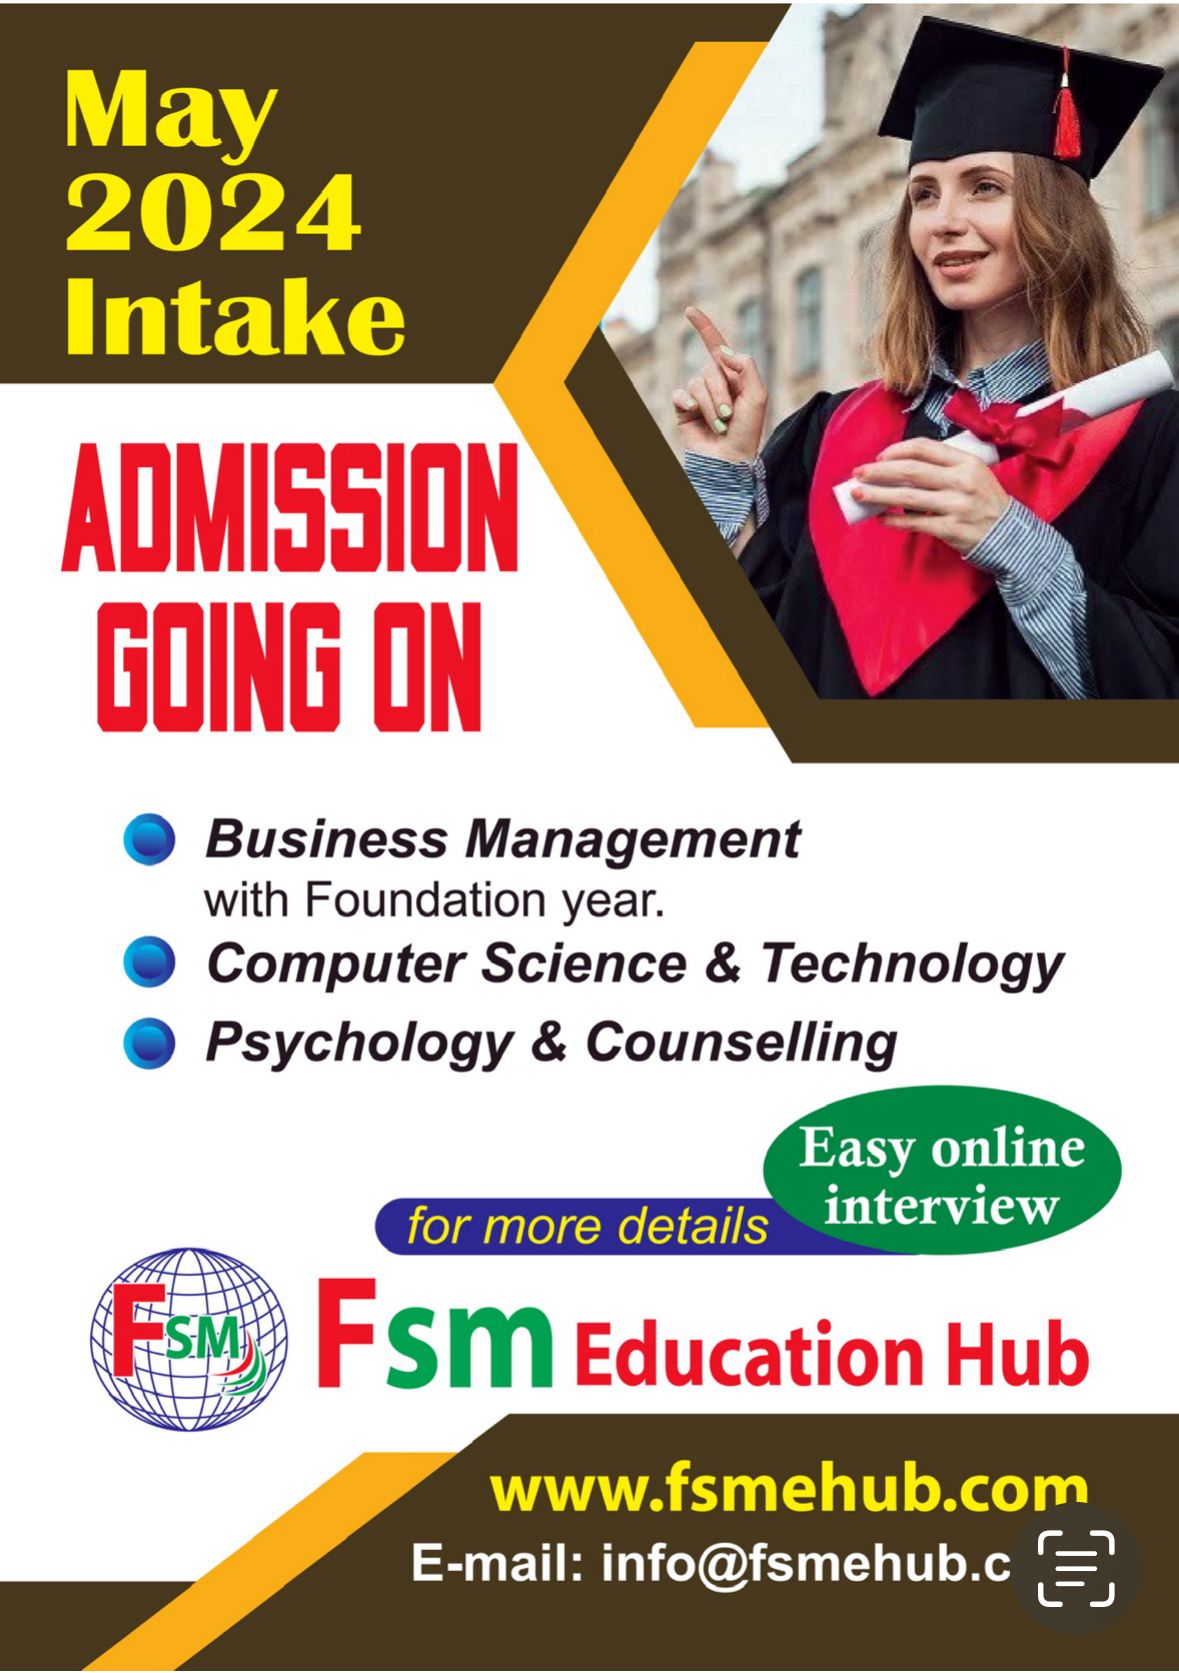 May
2024
Intake
ADMISSION
GOING ON
Business Management
with Foundation year.
Computer Science & Technology
Psychology & Counselling
Easy online
interview
for more details
FSM
Fsm Education Hub
www.fsmehub.com
E-mail: info@fsmehub.c